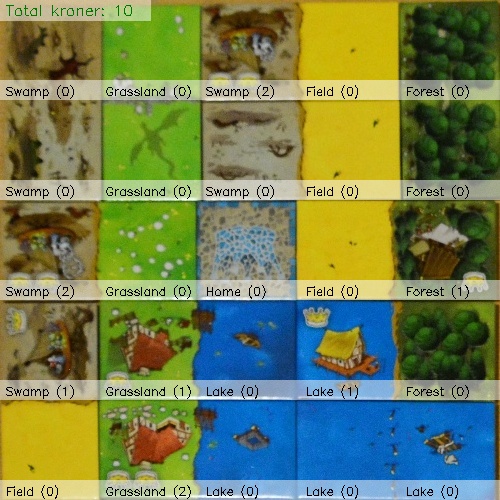 Total kroner: 10
Swamp (0) Grassland (0) Swamp (2) Field (0) Forest (0)
Swamp (0) Grassland (0) Swamp (0) Field (0) Forest (0)
Swamp (2) Grassland (0) Home (0) Field (0) Forest (1)
Swamp (1) Grassland (1) Lake (0) Lake (1) Forest (0)
Field (0) Grassland (2) Lake (0) Lake (0) Lake (0)